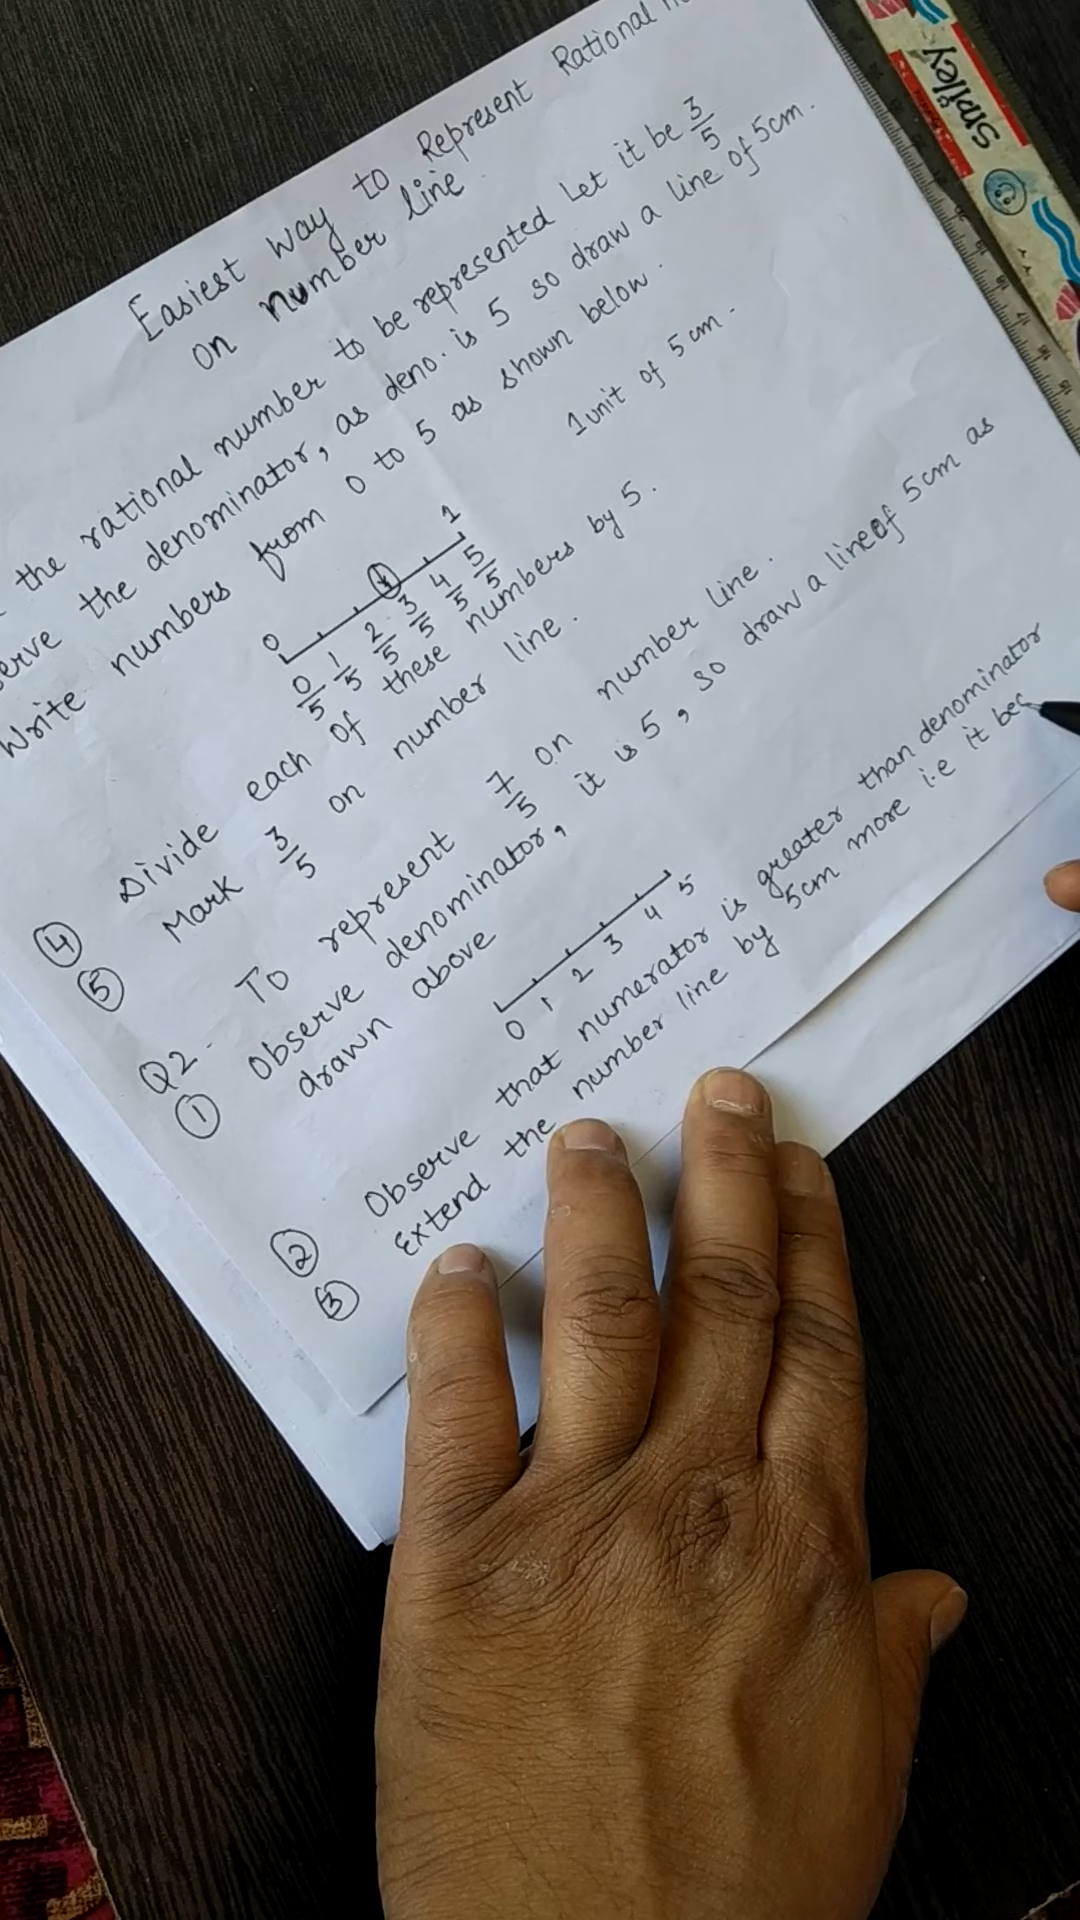 Easiest way to Represent Rational
on number line.
the rational number to be represented Let it be 3/5
the denominator, as deno. is 5 so draw a line of 5cm.
Write numbers from 0 to 5 as shown below.
1 unit of 5 cm.
0 1
0/5 1/5 2/5 3/5 4/5 5/5
④ Divide each of these numbers by 5.
⑤ Mark 3/5 on number line.
Q2. To represent 7/5 on number line.
① Observe denominator, it is 5, so draw a line of 5cm as
drawn above
0 1 2 3 4 5
② Observe that numerator is greater than denominator
③ Extend the number line by 5cm more i.e it bec
Smiley